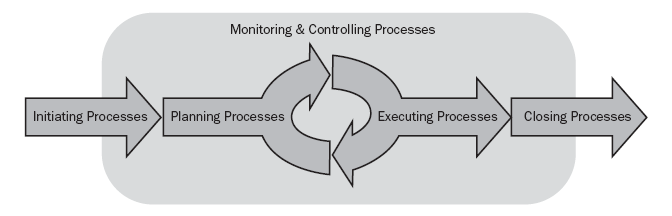 Monitoring & Controlling Processes
Initiating Processes
Planning Processes
Executing Processes
Closing Processes